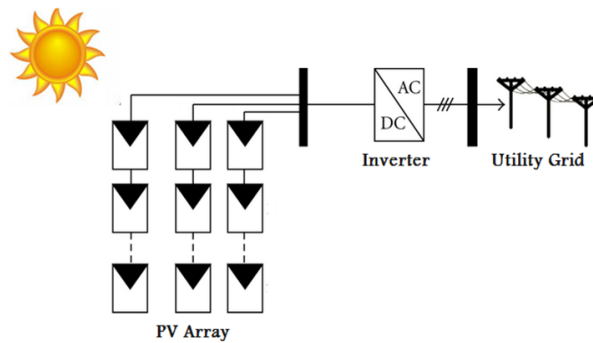 AC
DC
Inverter
Utility Grid
PV Array